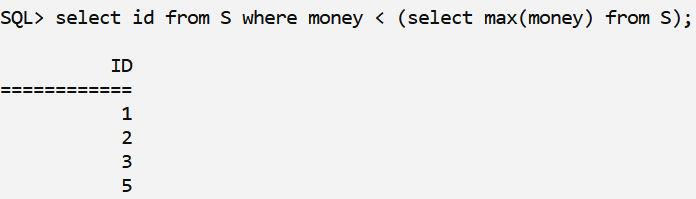 SQL> select id from S where money < (select max(money) from S);
ID
============
1
2
3
5